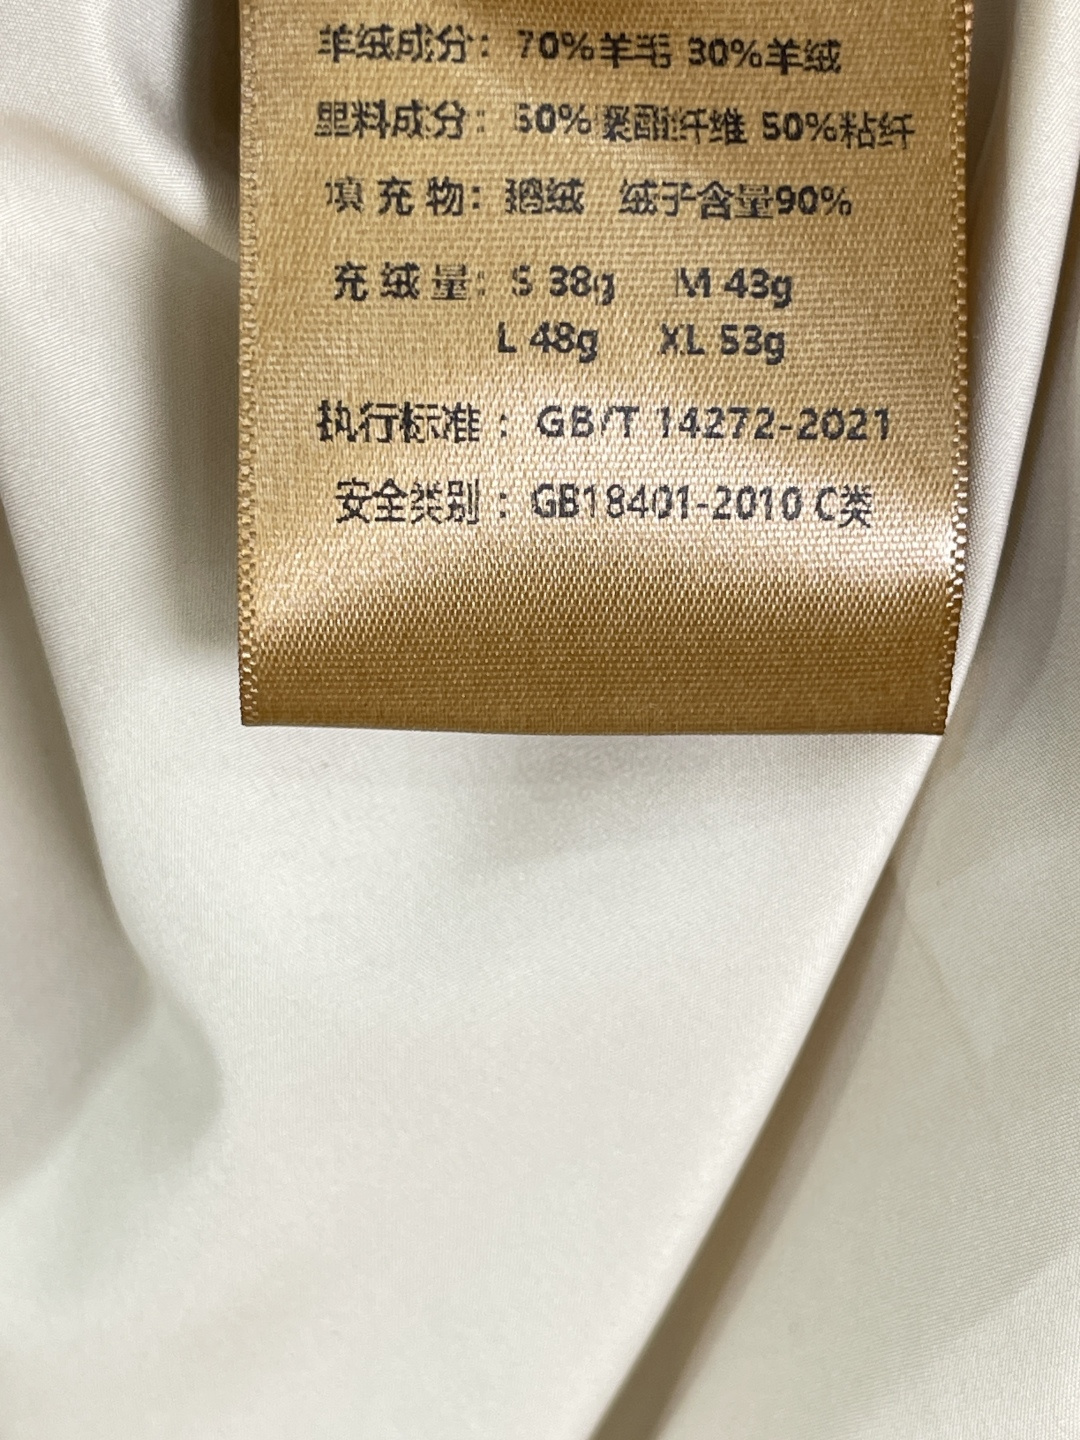 羊绒成分：70%羊毛 30%羊绒
里料成分：50%聚酯纤维 50%粘纤
填充物：鹅绒 绒子含量90%
充绒量：S 38g M 43g
L 48g XL 53g
执行标准：GB/T 14272-2021
安全类别：GB18401-2010 C类